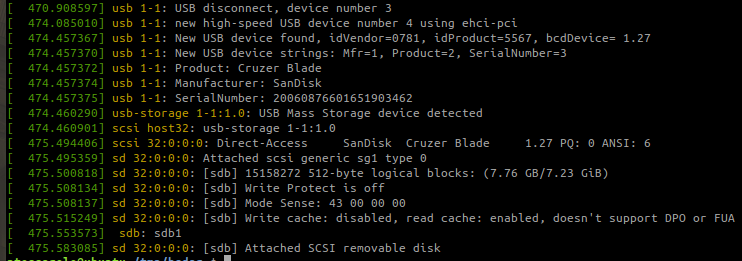 [  470.908597] usb 1-1: USB disconnect, device number 3
[  474.085010] usb 1-1: new high-speed USB device number 4 using ehci-pci
[  474.457367] usb 1-1: New USB device found, idVendor=0781, idProduct=5567, bcdDevice= 1.27
[  474.457370] usb 1-1: New USB device strings: Mfr=1, Product=2, SerialNumber=3
[  474.457372] usb 1-1: Product: Cruzer Blade
[  474.457374] usb 1-1: Manufacturer: SanDisk
[  474.457375] usb 1-1: SerialNumber: 20060876601651903462
[  474.460290] usb-storage 1-1:1.0: USB Mass Storage device detected
[  474.460901] scsi host32: usb-storage 1-1:1.0
[  475.494406] scsi 32:0:0:0: Direct-Access     SanDisk  Cruzer Blade     1.27 PQ: 0 ANSI: 6
[  475.495359] sd 32:0:0:0: Attached scsi generic sg1 type 0
[  475.500818] sd 32:0:0:0: [sdb] 15158272 512-byte logical blocks: (7.76 GB/7.23 GiB)
[  475.508134] sd 32:0:0:0: [sdb] Write Protect is off
[  475.508137] sd 32:0:0:0: [sdb] Mode Sense: 43 00 00 00
[  475.515249] sd 32:0:0:0: [sdb] Write cache: disabled, read cache: enabled, doesn't support DPO or FUA
[  475.553573]  sdb: sdb1
[  475.583085] sd 32:0:0:0: [sdb] Attached SCSI removable disk